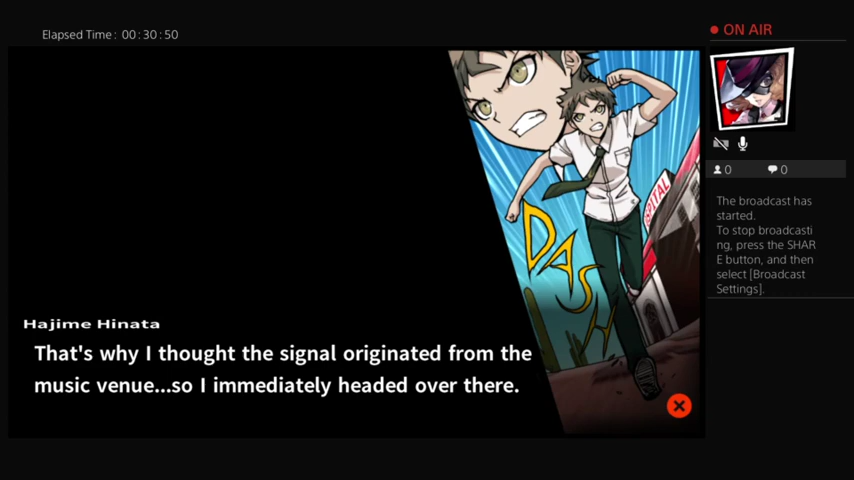 Elapsed Time: 00:30:50
ON AIR
0 0
The broadcast has
started.
To stop broadcasti
ng, press the SHAR
E button, and then
select [Broadcast
Settings].
SPITAL
DASH
Hajime Hinata
That's why I thought the signal originated from the
music venue...so I immediately headed over there.